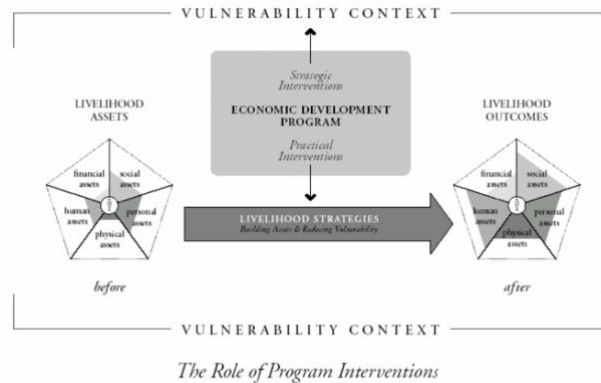 VULNERABILITY CONTEXT
Strategic
Interventions
ECONOMIC DEVELOPMENT
PROGRAM
Practical
Interventions
LIVELIHOOD
ASSETS
financial
assets
social
assets
human
assets
personal
assets
physical
assets
before
LIVELIHOOD STRATEGIES
Building Assets & Reducing Vulnerability
LIVELIHOOD
OUTCOMES
financial
assets
social
assets
human
assets
personal
assets
physical
assets
after
VULNERABILITY CONTEXT
The Role of Program Interventions